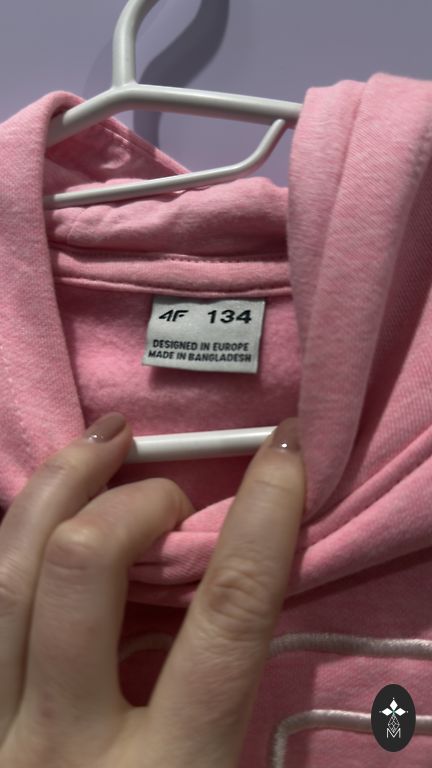 4F 134
DESIGNED IN EUROPE
MADE IN BANGLADESH
M